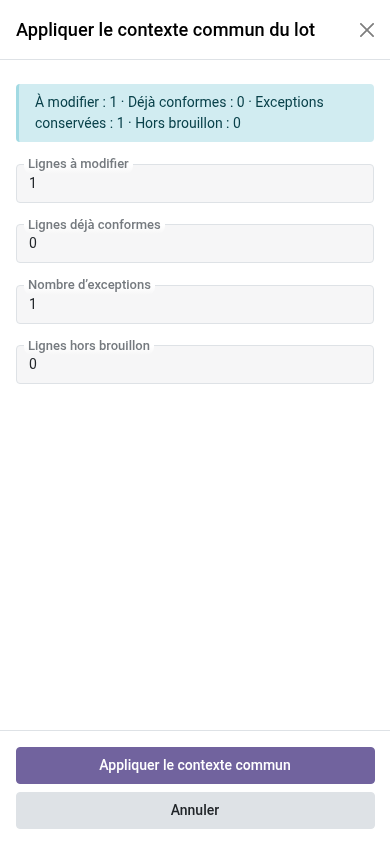 Appliquer le contexte commun du lot
À modifier : 1 · Déjà conformes : 0 · Exceptions
conservées : 1 · Hors brouillon : 0
Lignes à modifier
1
Lignes déjà conformes
0
Nombre d’exceptions
1
Lignes hors brouillon
0
Appliquer le contexte commun
Annuler